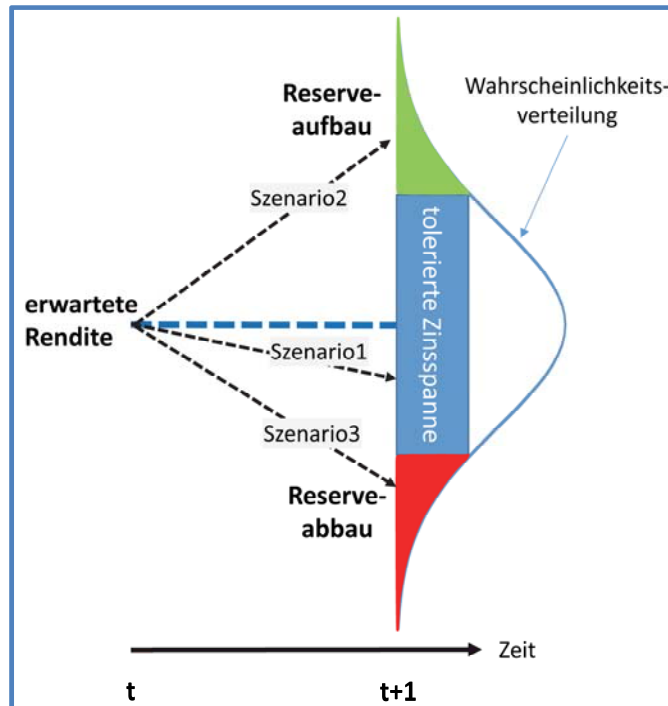 Reserve-
aufbau
Wahrscheinlichkeits-
verteilung
Szenario2
tolerierte Zinsspanne
erwartete
Rendite
Szenario1
Szenario3
Reserve-
abbau
Zeit
t
t+1